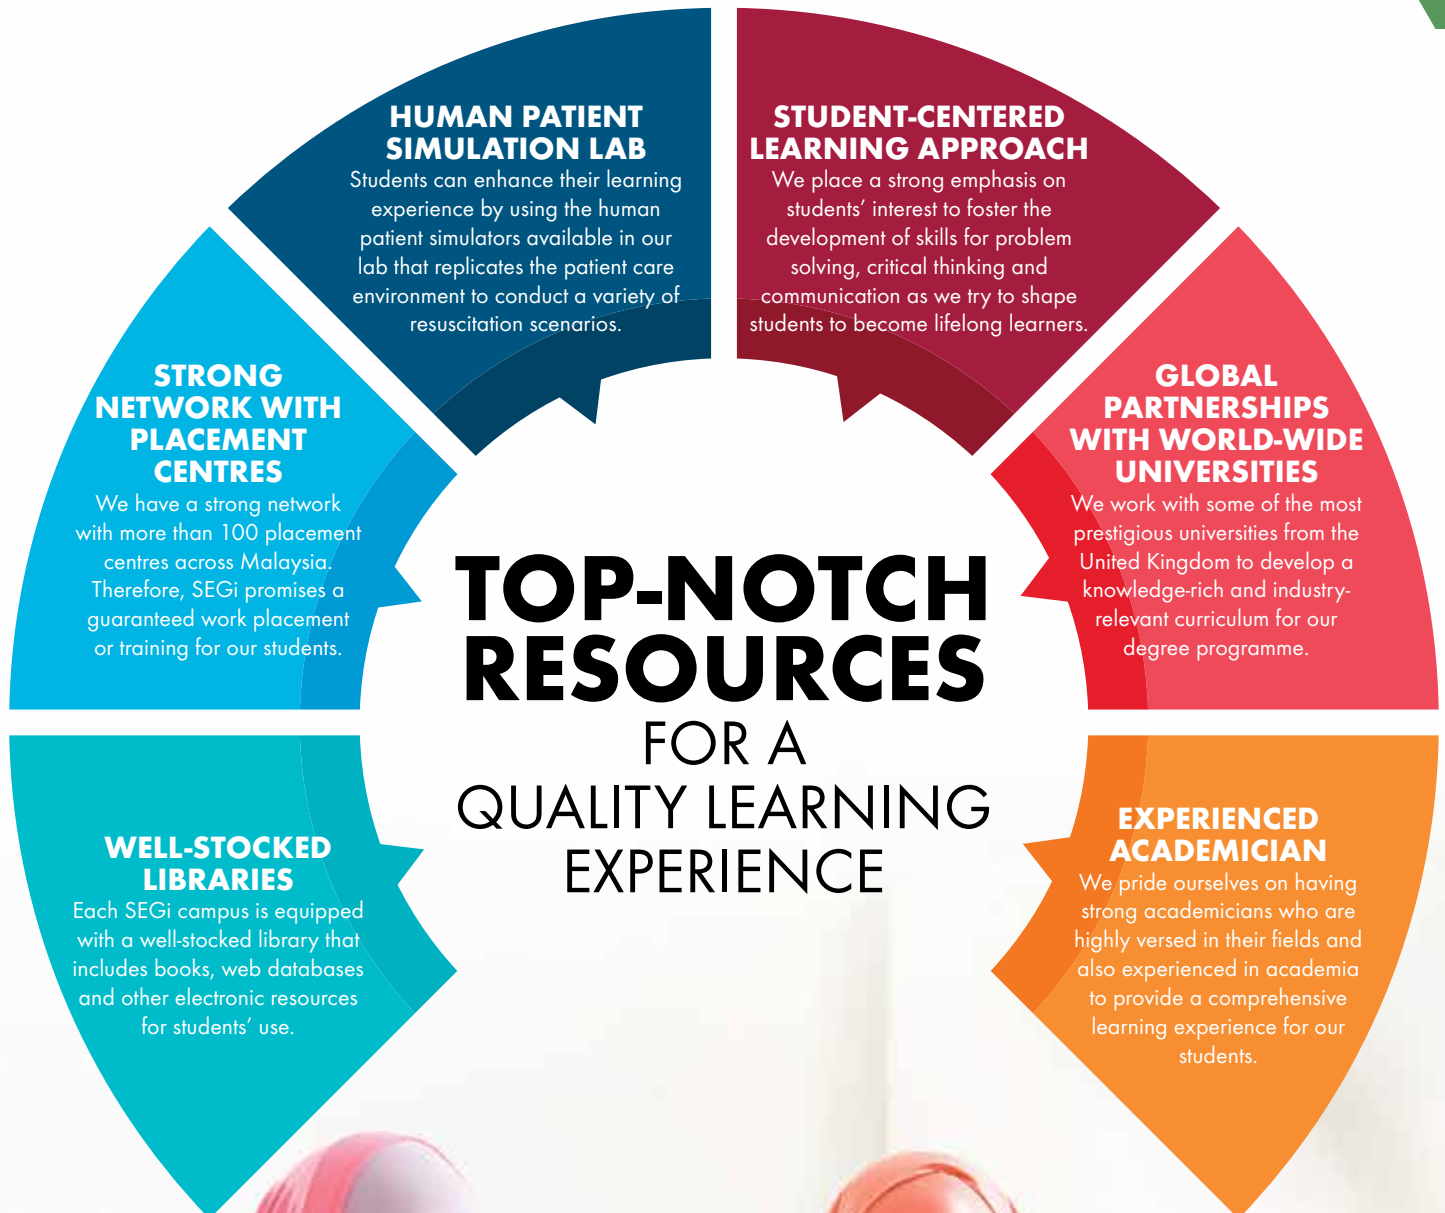 HUMAN PATIENT
SIMULATION LAB
Students can enhance their learning
experience by using the human
patient simulators available in our
lab that replicates the patient care
environment to conduct a variety of
resuscitation scenarios.
STUDENT-CENTERED
LEARNING APPROACH
We place a strong emphasis on
students' interest to foster the
development of skills for problem
solving, critical thinking and
communication as we try to shape
students to become lifelong learners.
STRONG
NETWORK WITH
PLACEMENT
CENTRES
We have a strong network
with more than 100 placement
centres across Malaysia.
Therefore, SEGi promises a
guaranteed work placement
or training for our students.
GLOBAL
PARTNERSHIPS
WITH WORLD-WIDE
UNIVERSITIES
We work with some of the most
prestigious universities from the
United Kingdom to develop a
knowledge-rich and industry-
relevant curriculum for our
degree programme.
TOP-NOTCH
RESOURCES
FOR A
QUALITY LEARNING
EXPERIENCE
WELL-STOCKED
LIBRARIES
Each SEGi campus is equipped
with a well-stocked library that
includes books, web databases
and other electronic resources
for students' use.
EXPERIENCED
ACADEMICIAN
We pride ourselves on having
strong academicians who are
highly versed in their fields and
also experienced in academia
to provide a comprehensive
learning experience for our
students.